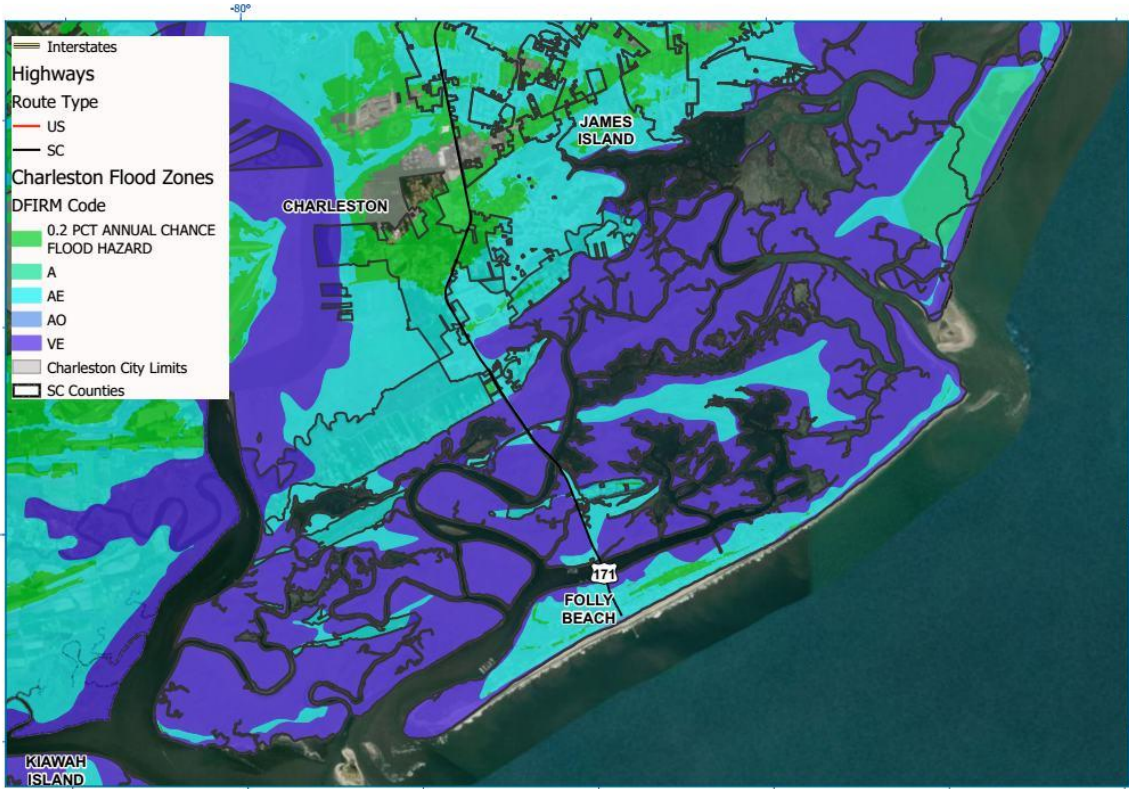 -80°
Interstates
Highways
Route Type
US
SC
Charleston Flood Zones
DFIRM Code
0.2 PCT ANNUAL CHANCE
FLOOD HAZARD
A
AE
AO
VE
Charleston City Limits
SC Counties
JAMES
ISLAND
CHARLESTON
171
FOLLY
BEACH
KIAWAH
ISLAND